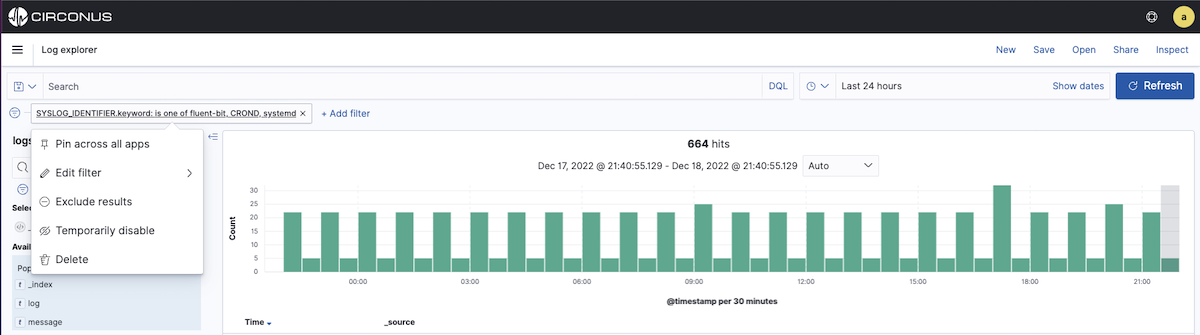 CIRCONUS
a
Log explorer
New Save Open Share Inspect
Search
DQL
Last 24 hours
Show dates
Refresh
SYSLOG_IDENTIFIER.keyword: is one of fluent-bit, CROND, systemd ×
+ Add filter
logs
Pin across all apps
Edit filter
Exclude results
Temporarily disable
Delete
Selec
Avail
Pop
t _index
t log
t message
664 hits
Dec 17, 2022 @ 21:40:55.129 - Dec 18, 2022 @ 21:40:55.129
Auto
Count
30
25
20
15
10
5
0
00:00 03:00 06:00 09:00 12:00 15:00 18:00 21:00
@timestamp per 30 minutes
Time
_source